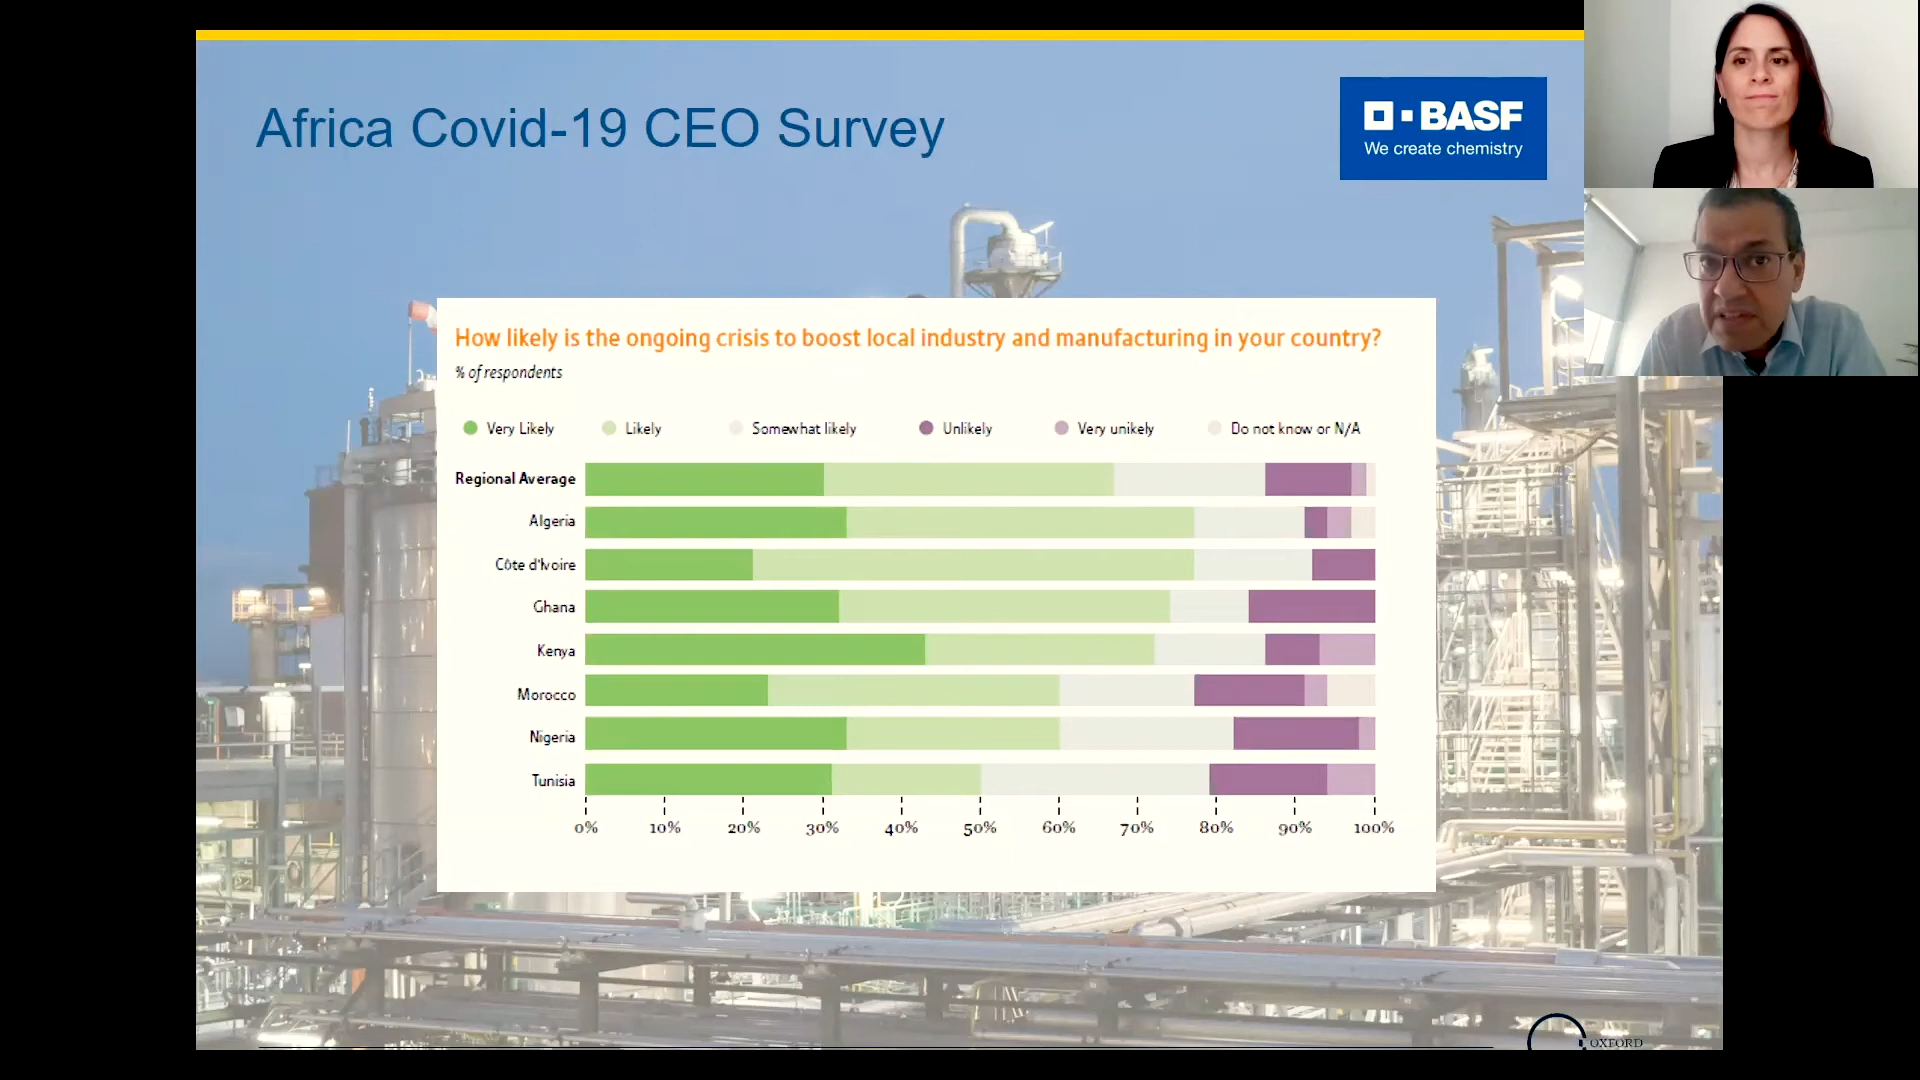 Africa Covid-19 CEO Survey
BASF
We create chemistry
How likely is the ongoing crisis to boost local industry and manufacturing in your country?
% of respondents
Very Likely Likely Somewhat likely Unlikely Very unikely Do not know or N/A
Regional Average
Algeria
Côte d'Ivoire
Ghana
Kenya
Morocco
Nigeria
Tunisia
0% 10% 20% 30% 40% 50% 60% 70% 80% 90% 100%
OXFORD